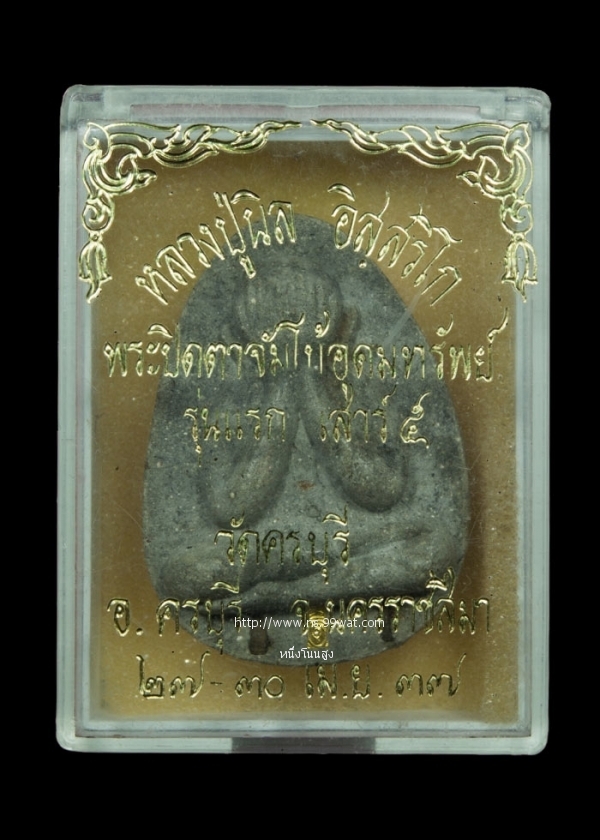 หลวงปู่นิล อิสฺสริโก
พระปิดตาจัมโบ้อุดมทรัพย์
รุ่นแรก เสาร์ ๕
วัดครบุรี
อ. ครบุรี จ.นครราชสีมา
http://www.ns99wat.com
หนึ่งโนนสูง
๒๗-๓๐ เม.ย. ๓๗